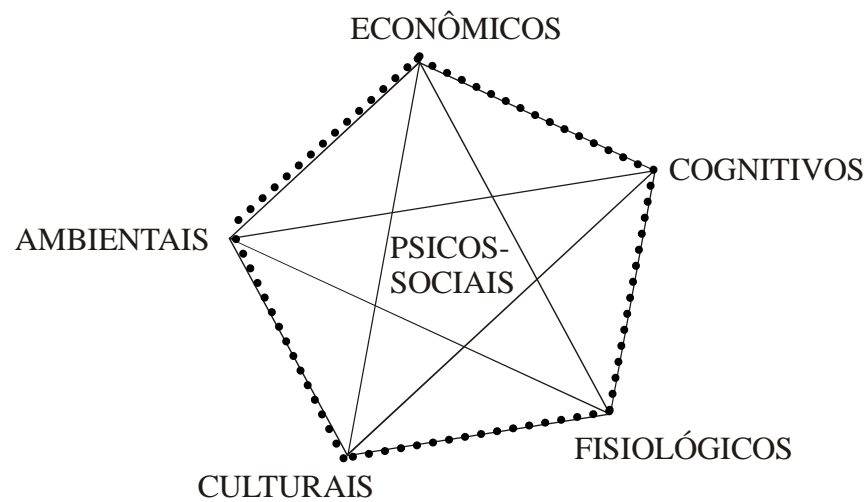 ECONÔMICOS
COGNITIVOS
AMBIENTAIS
PSICOS-
SOCIAIS
FISIOLÓGICOS
CULTURAIS